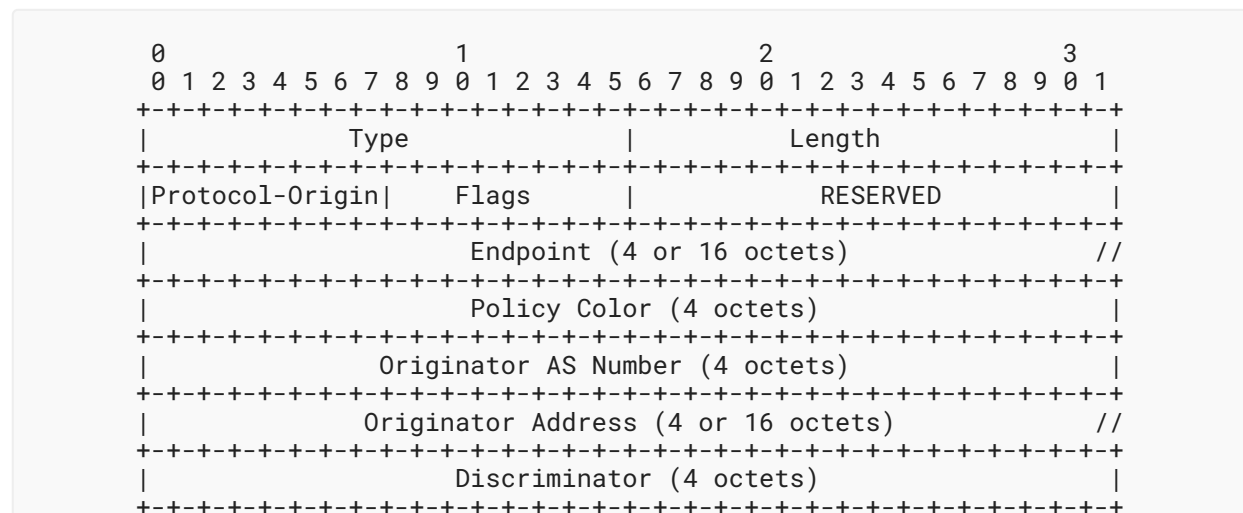 0                   1                   2                   3
 0 1 2 3 4 5 6 7 8 9 0 1 2 3 4 5 6 7 8 9 0 1 2 3 4 5 6 7 8 9 0 1
+-+-+-+-+-+-+-+-+-+-+-+-+-+-+-+-+-+-+-+-+-+-+-+-+-+-+-+-+-+-+-+-+
|              Type             |          Length               |
+-+-+-+-+-+-+-+-+-+-+-+-+-+-+-+-+-+-+-+-+-+-+-+-+-+-+-+-+-+-+-+-+
|Protocol-Origin|    Flags      |            RESERVED           |
+-+-+-+-+-+-+-+-+-+-+-+-+-+-+-+-+-+-+-+-+-+-+-+-+-+-+-+-+-+-+-+-+
|                     Endpoint (4 or 16 octets)                //
+-+-+-+-+-+-+-+-+-+-+-+-+-+-+-+-+-+-+-+-+-+-+-+-+-+-+-+-+-+-+-+-+
|                     Policy Color (4 octets)                   |
+-+-+-+-+-+-+-+-+-+-+-+-+-+-+-+-+-+-+-+-+-+-+-+-+-+-+-+-+-+-+-+-+
|               Originator AS Number (4 octets)                 |
+-+-+-+-+-+-+-+-+-+-+-+-+-+-+-+-+-+-+-+-+-+-+-+-+-+-+-+-+-+-+-+-+
|              Originator Address (4 or 16 octets)             //
+-+-+-+-+-+-+-+-+-+-+-+-+-+-+-+-+-+-+-+-+-+-+-+-+-+-+-+-+-+-+-+-+
|                    Discriminator (4 octets)                   |
+-+-+-+-+-+-+-+-+-+-+-+-+-+-+-+-+-+-+-+-+-+-+-+-+-+-+-+-+-+-+-+-+